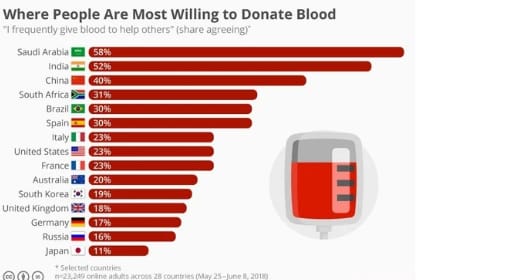 Where People Are Most Willing to Donate Blood
"I frequently give blood to help others" (share agreeing)*
Saudi Arabia 58%
India 52%
China 40%
South Africa 31%
Brazil 30%
Spain 30%
Italy 23%
United States 23%
France 23%
Australia 20%
South Korea 19%
United Kingdom 18%
Germany 17%
Russia 16%
Japan 11%
* Selected countries
n=23,249 online adults across 28 countries (May 25-June 8, 2018)